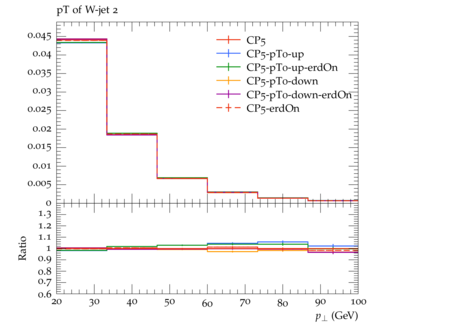 pT of W-jet 2
0.045
0.04
0.035
0.03
0.025
0.02
0.015
0.01
0.005
0
CP5
CP5-pTo-up
CP5-pTo-up-erdOn
CP5-pTo-down
CP5-pTo-down-erdOn
CP5-erdOn
1.3
1.2
1.1
1
0.9
0.8
0.7
0.6
Ratio
20 30 40 50 60 70 80 90 100
p⊥ (GeV)